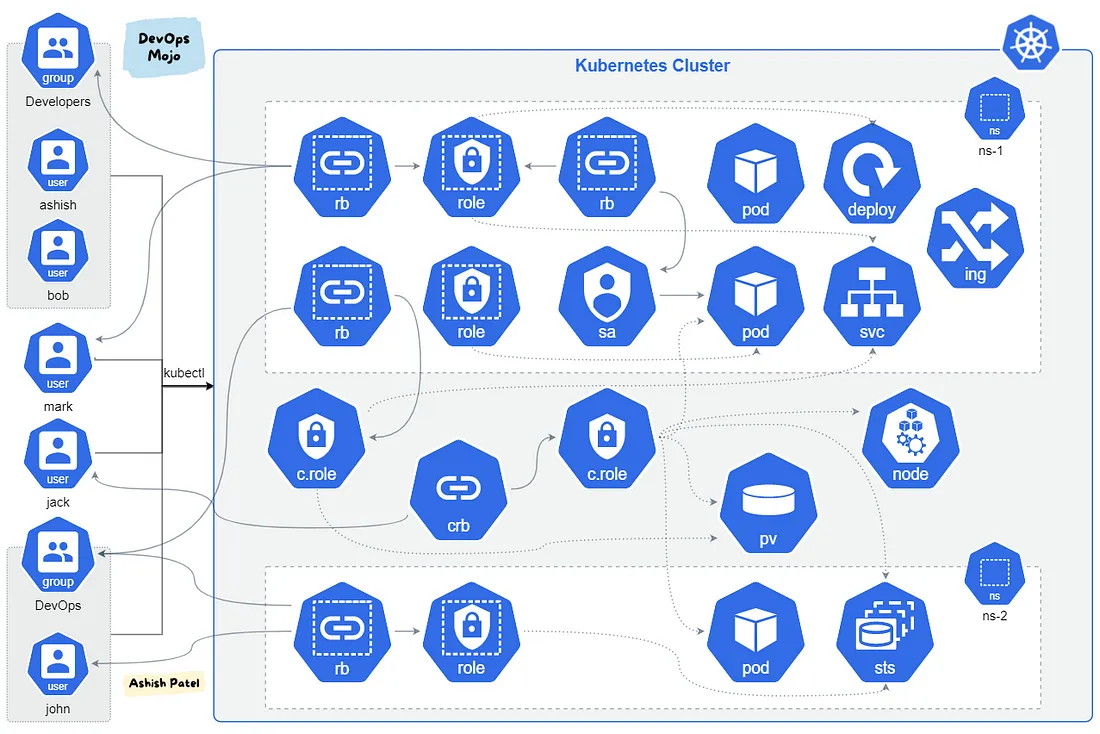 group
Developers
DevOps
Mojo
Kubernetes Cluster
user
ashish
user
bob
rb
role
rb
pod
deploy
ns
ns-1
ing
rb
role
sa
pod
svc
user
mark
kubectl
user
jack
c.role
crb
c.role
node
pv
group
DevOps
user
john
Ashish Patel
rb
role
pod
sts
ns
ns-2